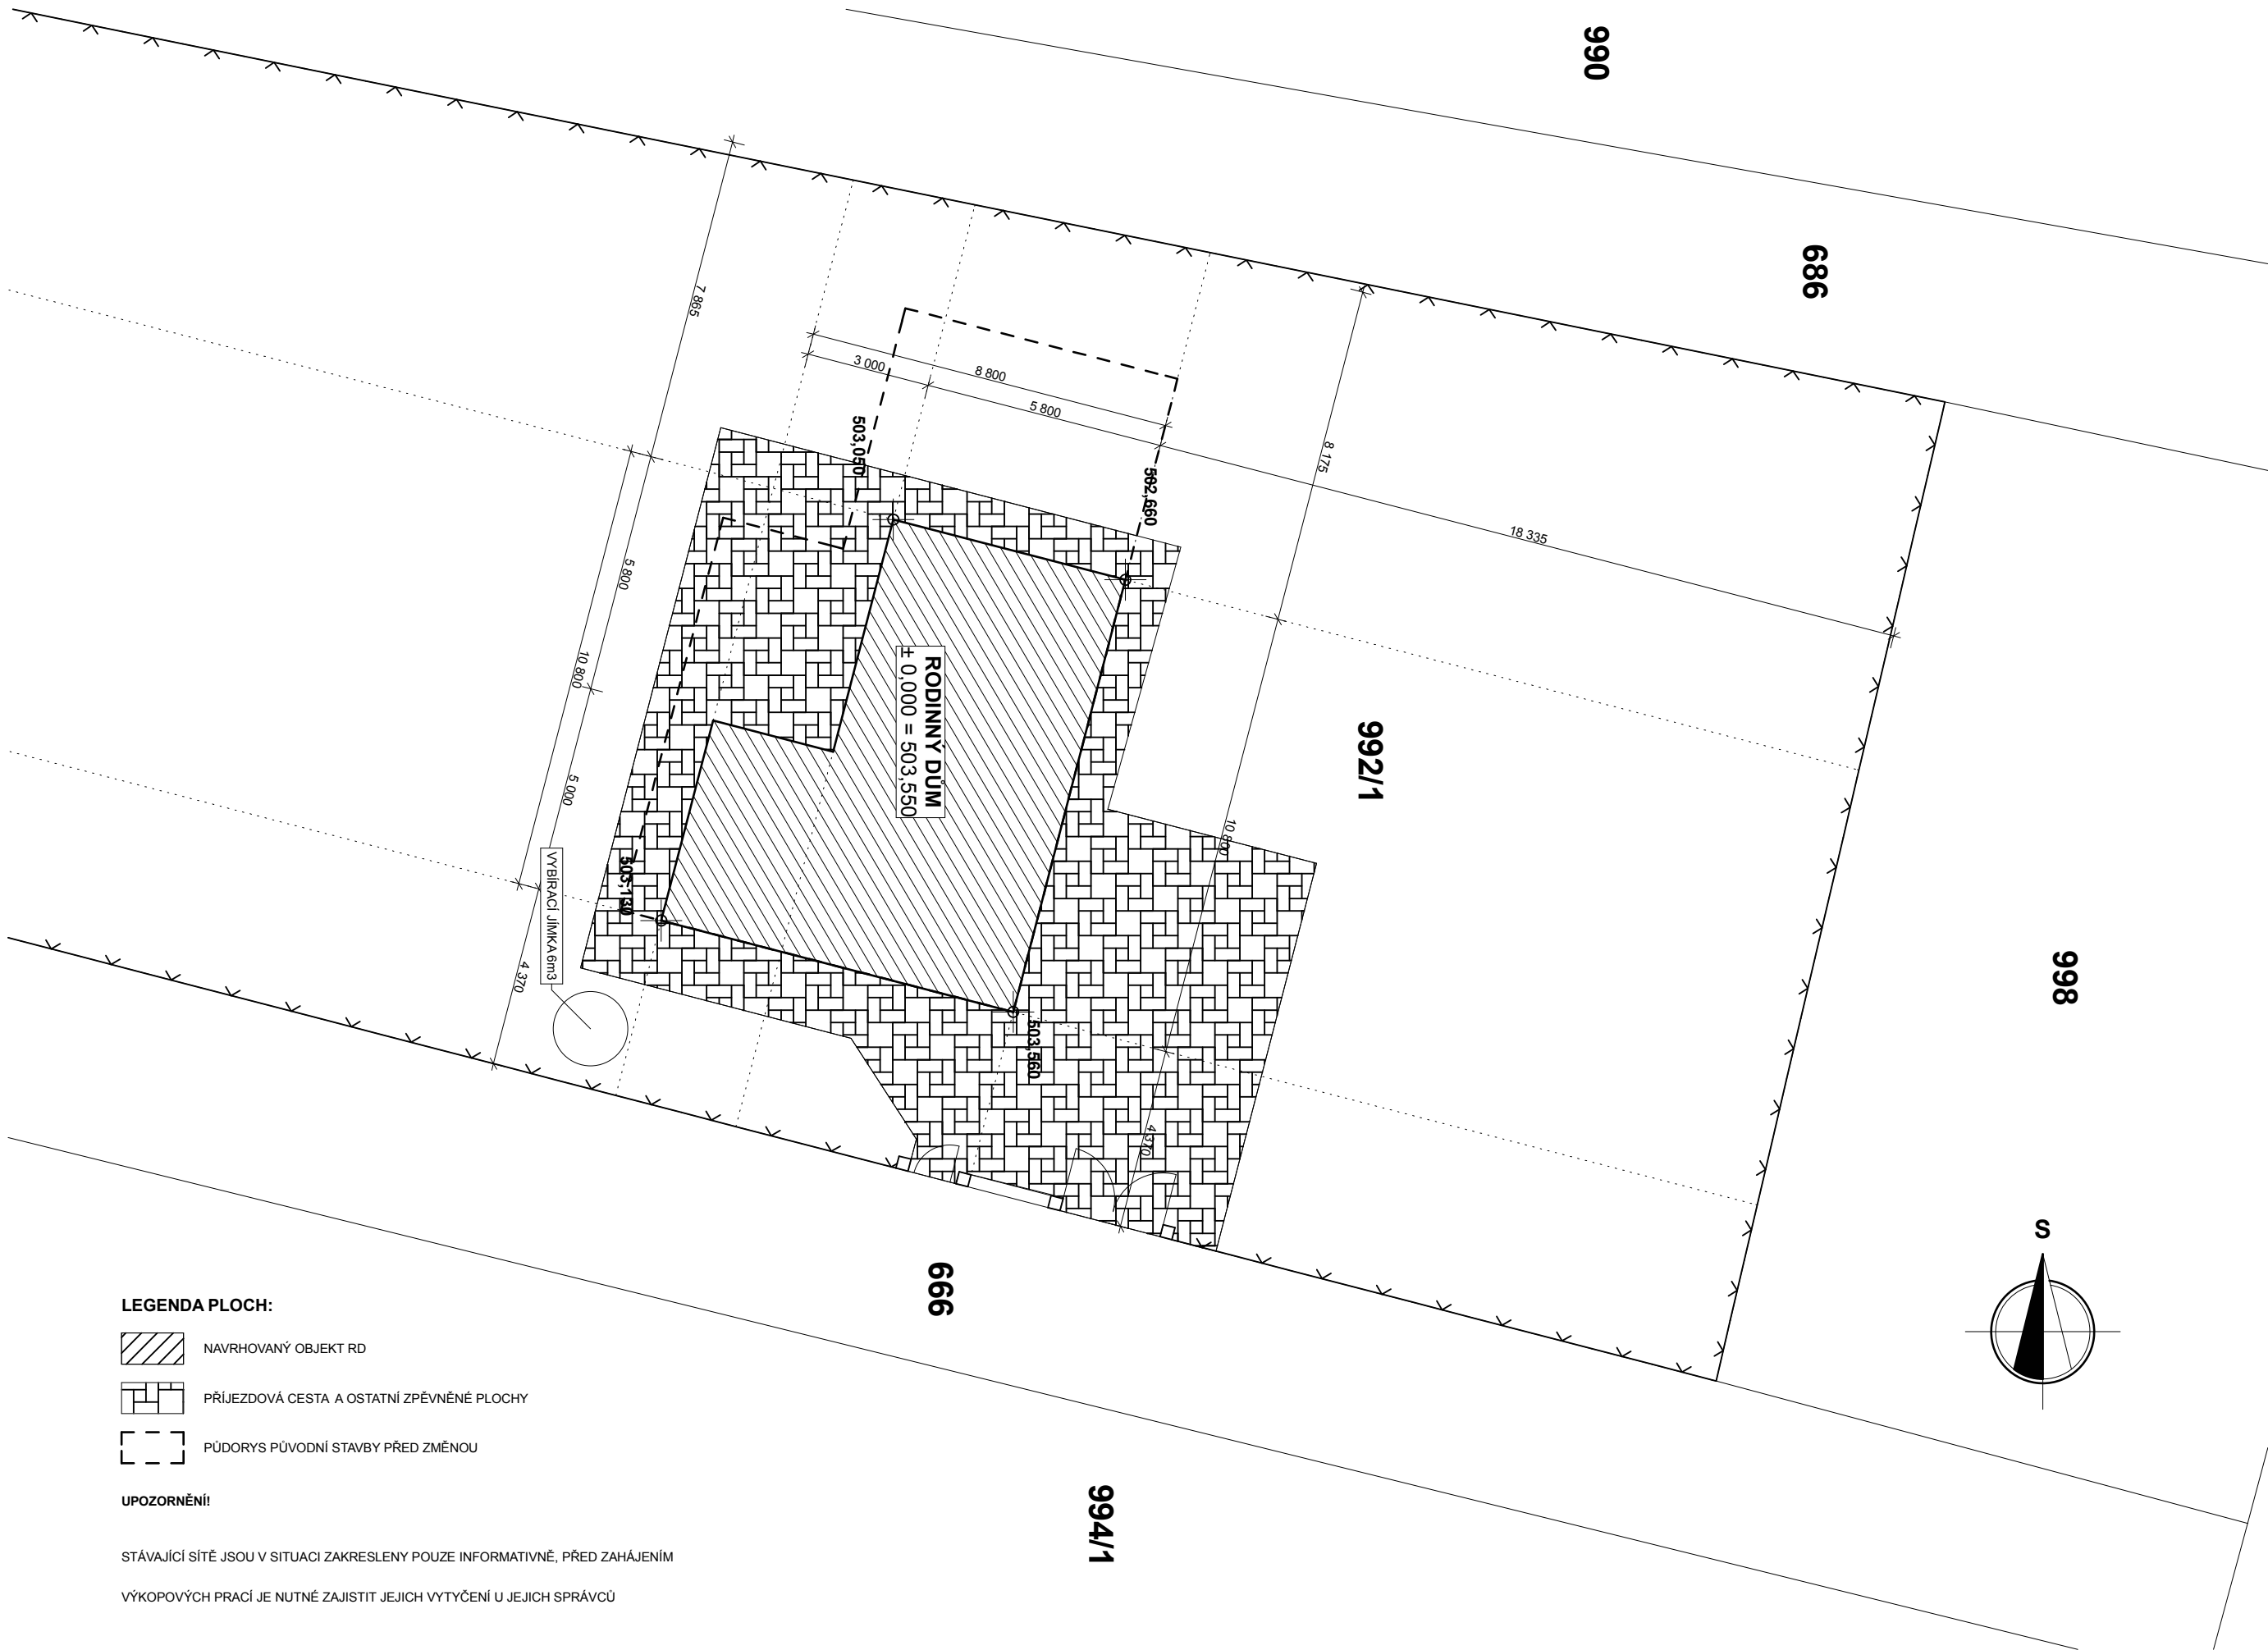 990
686
7 865
3 000
8 800
5 800
503,050
502,660
8 175
18 335
5 800
10 800
5 000
RODINNÝ DŮM
± 0,000 = 503,550
992/1
10 800
503,130
VYBÍRACÍ JÍMKA 6m3
4 370
503,560
998
4 370
666
S
994/1
LEGENDA PLOCH:
NAVRHOVANÝ OBJEKT RD
PŘÍJEZDOVÁ CESTA A OSTATNÍ ZPĚVNĚNÉ PLOCHY
PŮDORYS PŮVODNÍ STAVBY PŘED ZMĚNOU
UPOZORNĚNÍ!
STÁVAJÍCÍ SÍTĚ JSOU V SITUACI ZAKRESLENY POUZE INFORMATIVNĚ, PŘED ZAHÁJENÍM
VÝKOPOVÝCH PRACÍ JE NUTNÉ ZAJISTIT JEJICH VYTYČENÍ U JEJICH SPRÁVCŮ